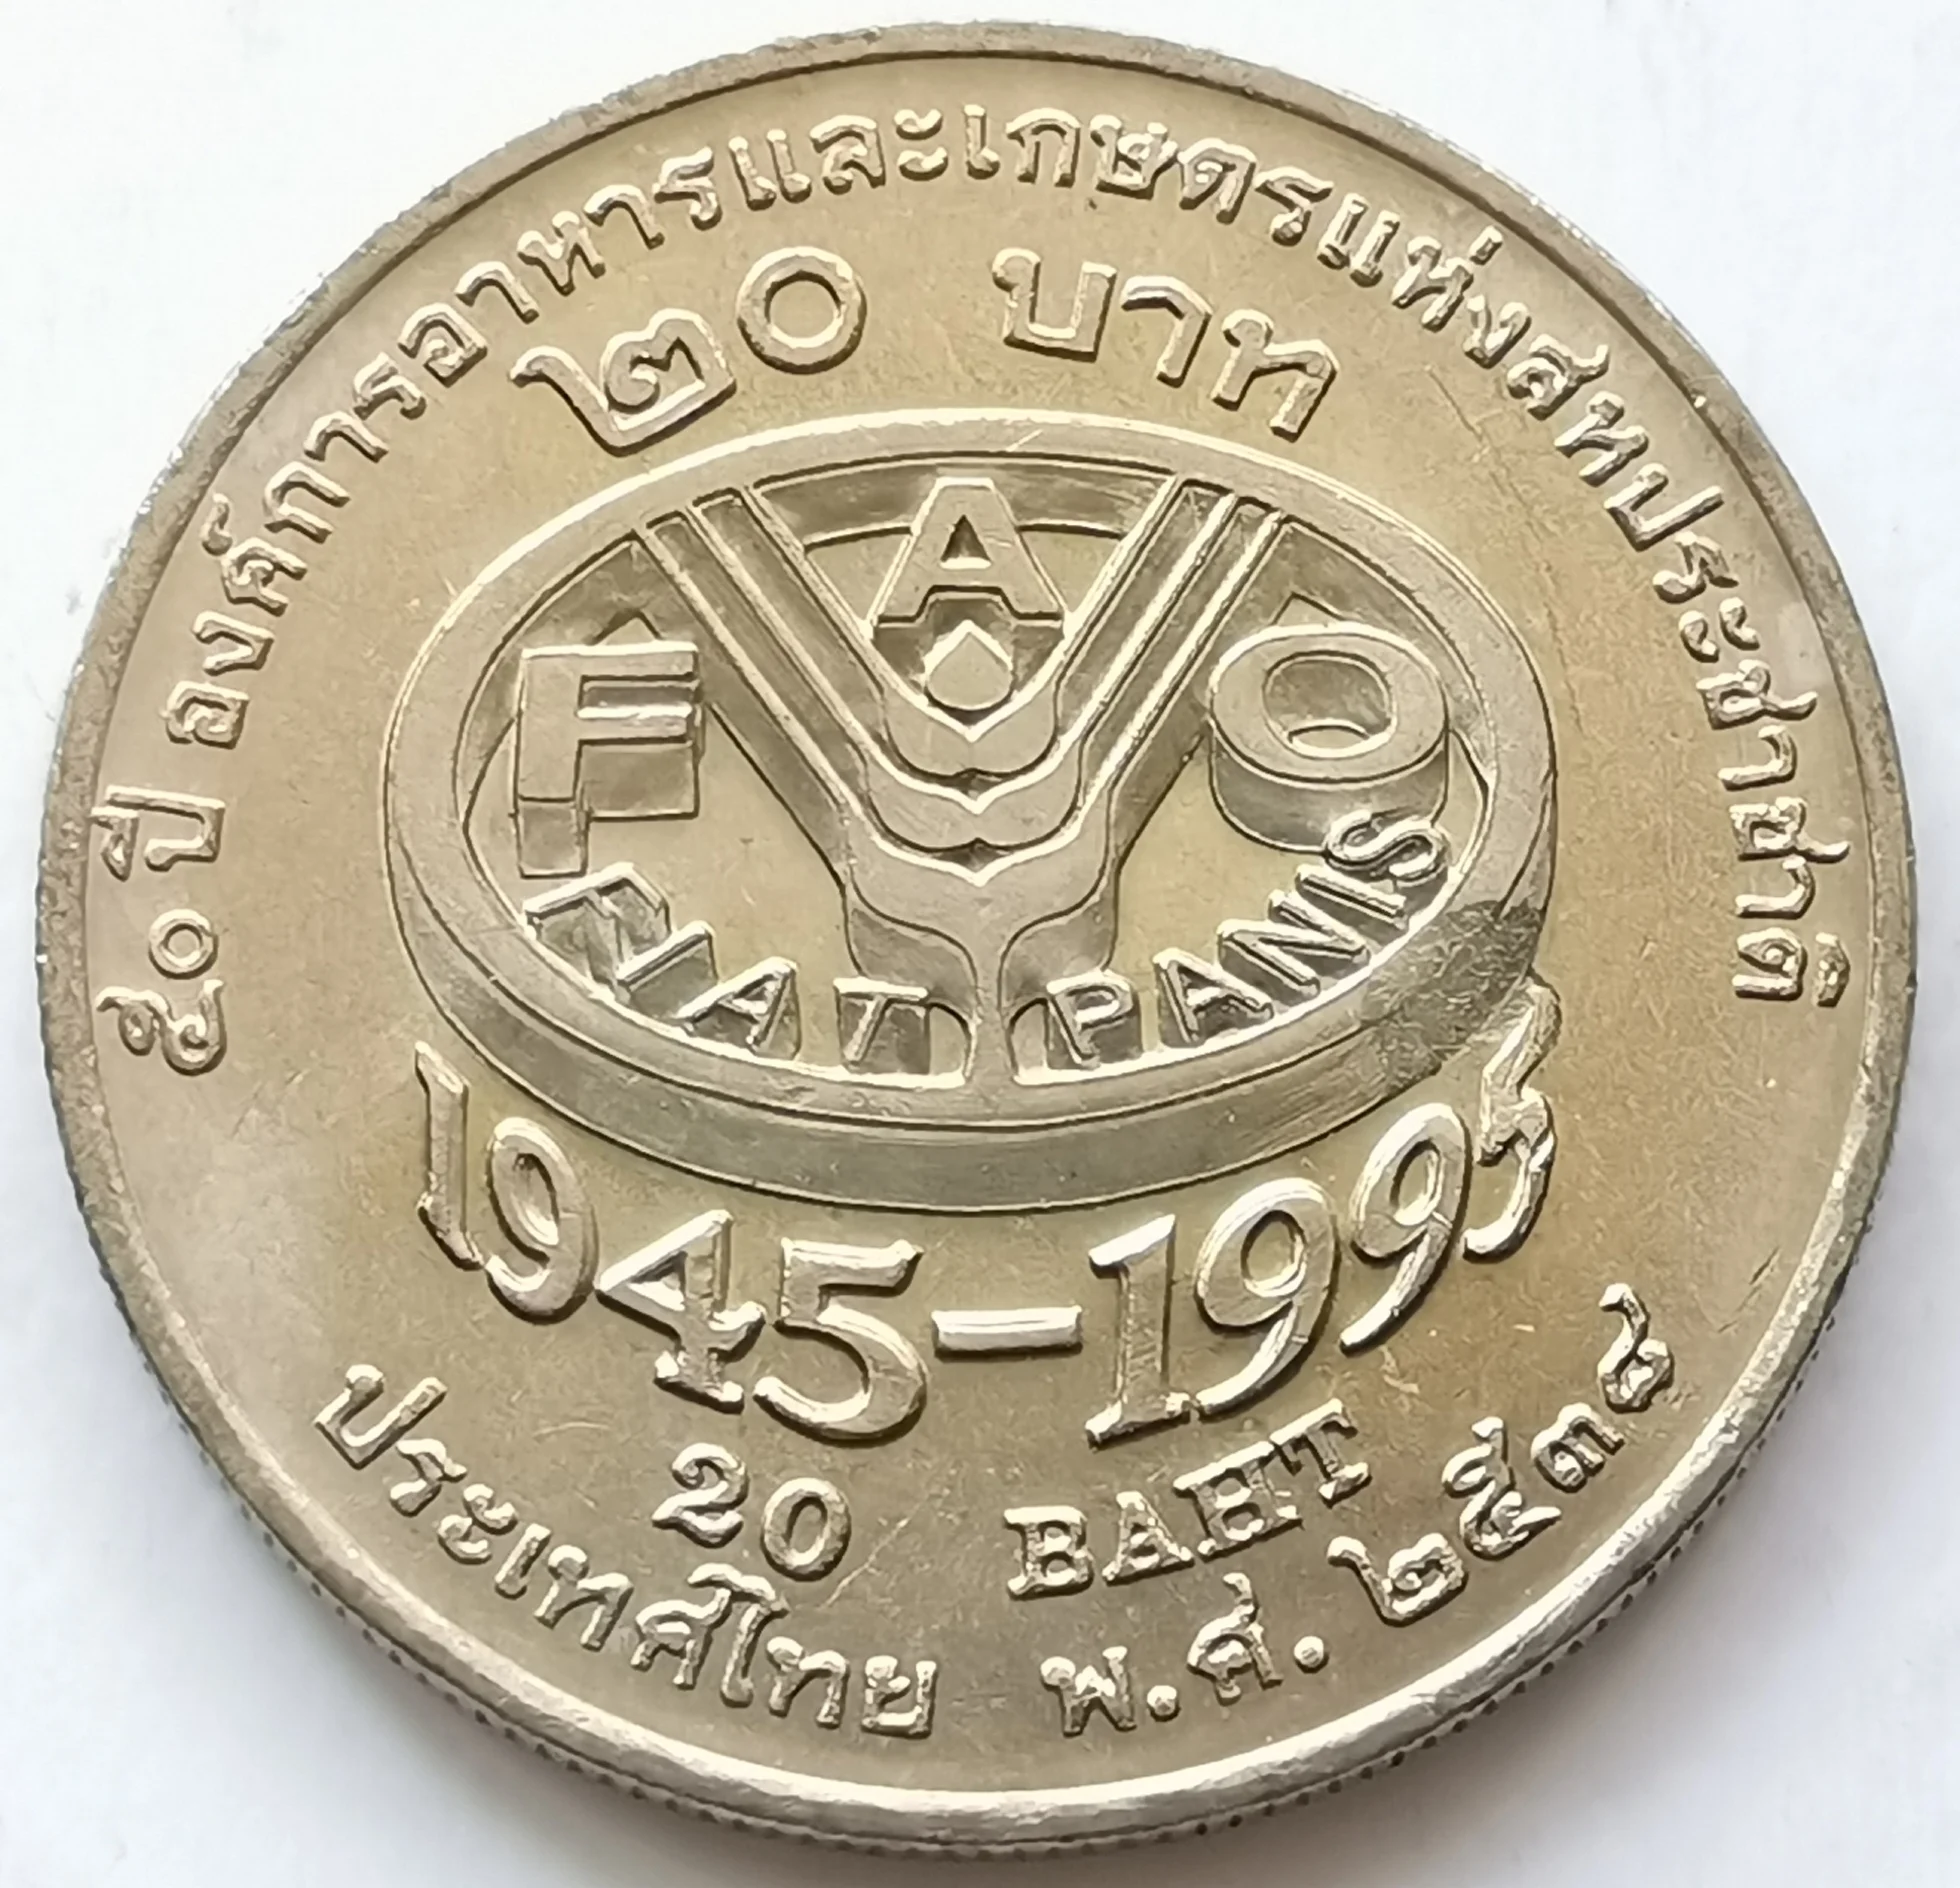 ๕๐ ปี องค์การอาหารและเกษตรแห่งสหประชาชาติ
๒๐ บาท
FAO
FIAT PANIS
1945-1995
20 BAHT
ประเทศไทย พ.ศ. ๒๕๓๘